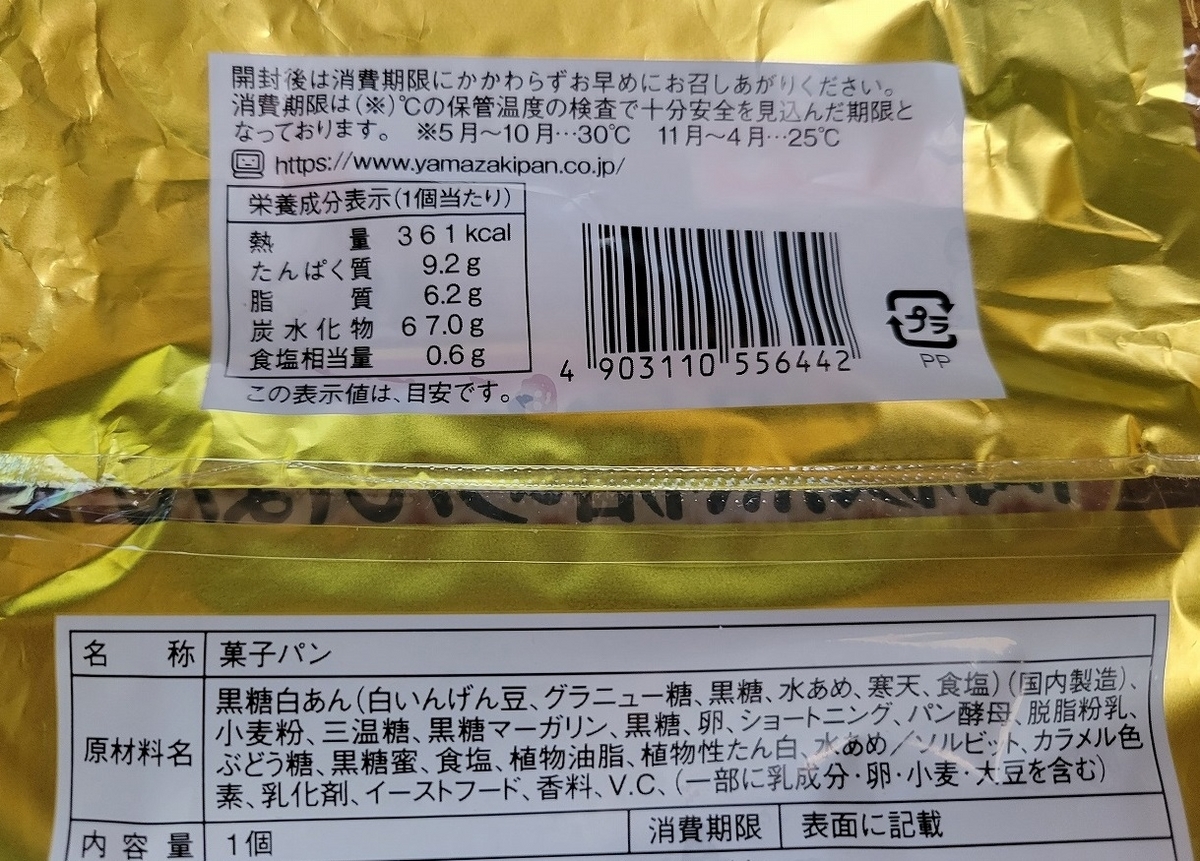 開封後は消費期限にかかわらずお早めにお召しあがりください。
消費期限は(※)℃の保管温度の検査で十分安全を見込んだ期限と
なっております。 ※5月~10月…30℃ 11月~4月…25℃
https://www.yamazakipan.co.jp/
栄養成分表示(1個当たり)
熱量 361kcal
たんぱく質 9.2g
脂質 6.2g
炭水化物 67.0g
食塩相当量 0.6g
この表示値は、目安です。
4 903110 556442
プラ
PP
名称 菓子パン
原材料名
黒糖白あん(白いんげん豆、グラニュー糖、黒糖、水あめ、寒天、食塩)(国内製造)、
小麦粉、三温糖、黒糖マーガリン、黒糖、卵、ショートニング、パン酵母、脱脂粉乳、
ぶどう糖、黒糖蜜、食塩、植物油脂、植物性たん白、水あめ/ソルビット、カラメル色
素、乳化剤、イーストフード、香料、V.C、(一部に乳成分・卵・小麦・大豆を含む)
内容量 1個 消費期限 表面に記載